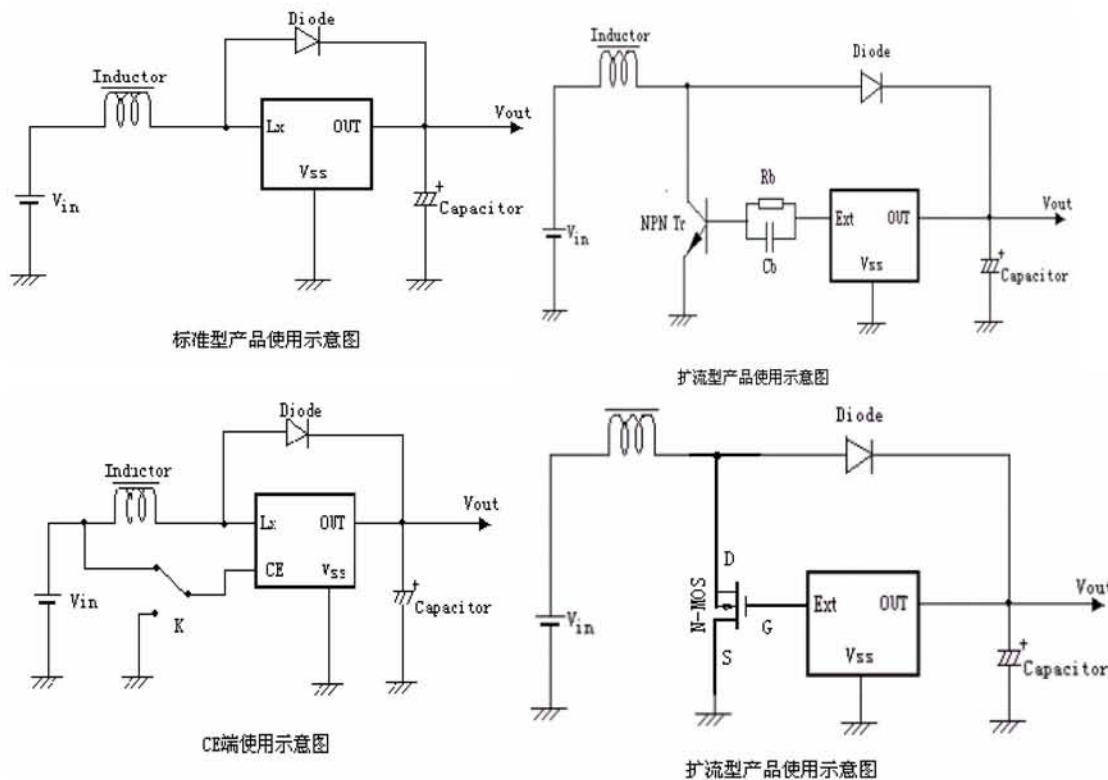 Diode
Inductor
Lx
OUT
Vss
Vout
Vin
+
Capacitor
标准型产品使用示意图
Inductor
Diode
Rb
NPN Tr
Cb
Ext
OUT
Vss
Vout
Vin
+
Capacitor
扩流型产品使用示意图
Diode
Inductor
Lx
OUT
CE
Vss
Vout
Vin
K
+
Capacitor
CE端使用示意图
Diode
D
N-MOS
G
S
Ext
OUT
Vss
Vout
Vin
+
Capacitor
扩流型产品使用示意图